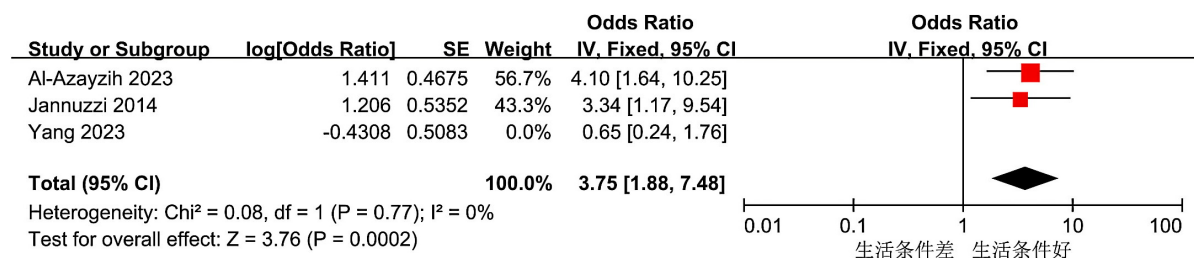 Odds Ratio Odds Ratio
Study or Subgroup log[Odds Ratio] SE Weight IV, Fixed, 95% CI IV, Fixed, 95% CI
Al-Azayzih 2023 1.411 0.4675 56.7% 4.10 [1.64, 10.25]
Jannuzzi 2014 1.206 0.5352 43.3% 3.34 [1.17, 9.54]
Yang 2023 -0.4308 0.5083 0.0% 0.65 [0.24, 1.76]
Total (95% CI) 100.0% 3.75 [1.88, 7.48]
Heterogeneity: Chi² = 0.08, df = 1 (P = 0.77); I² = 0%
Test for overall effect: Z = 3.76 (P = 0.0002)
0.01 0.1 1 10 100
生活条件差 生活条件好